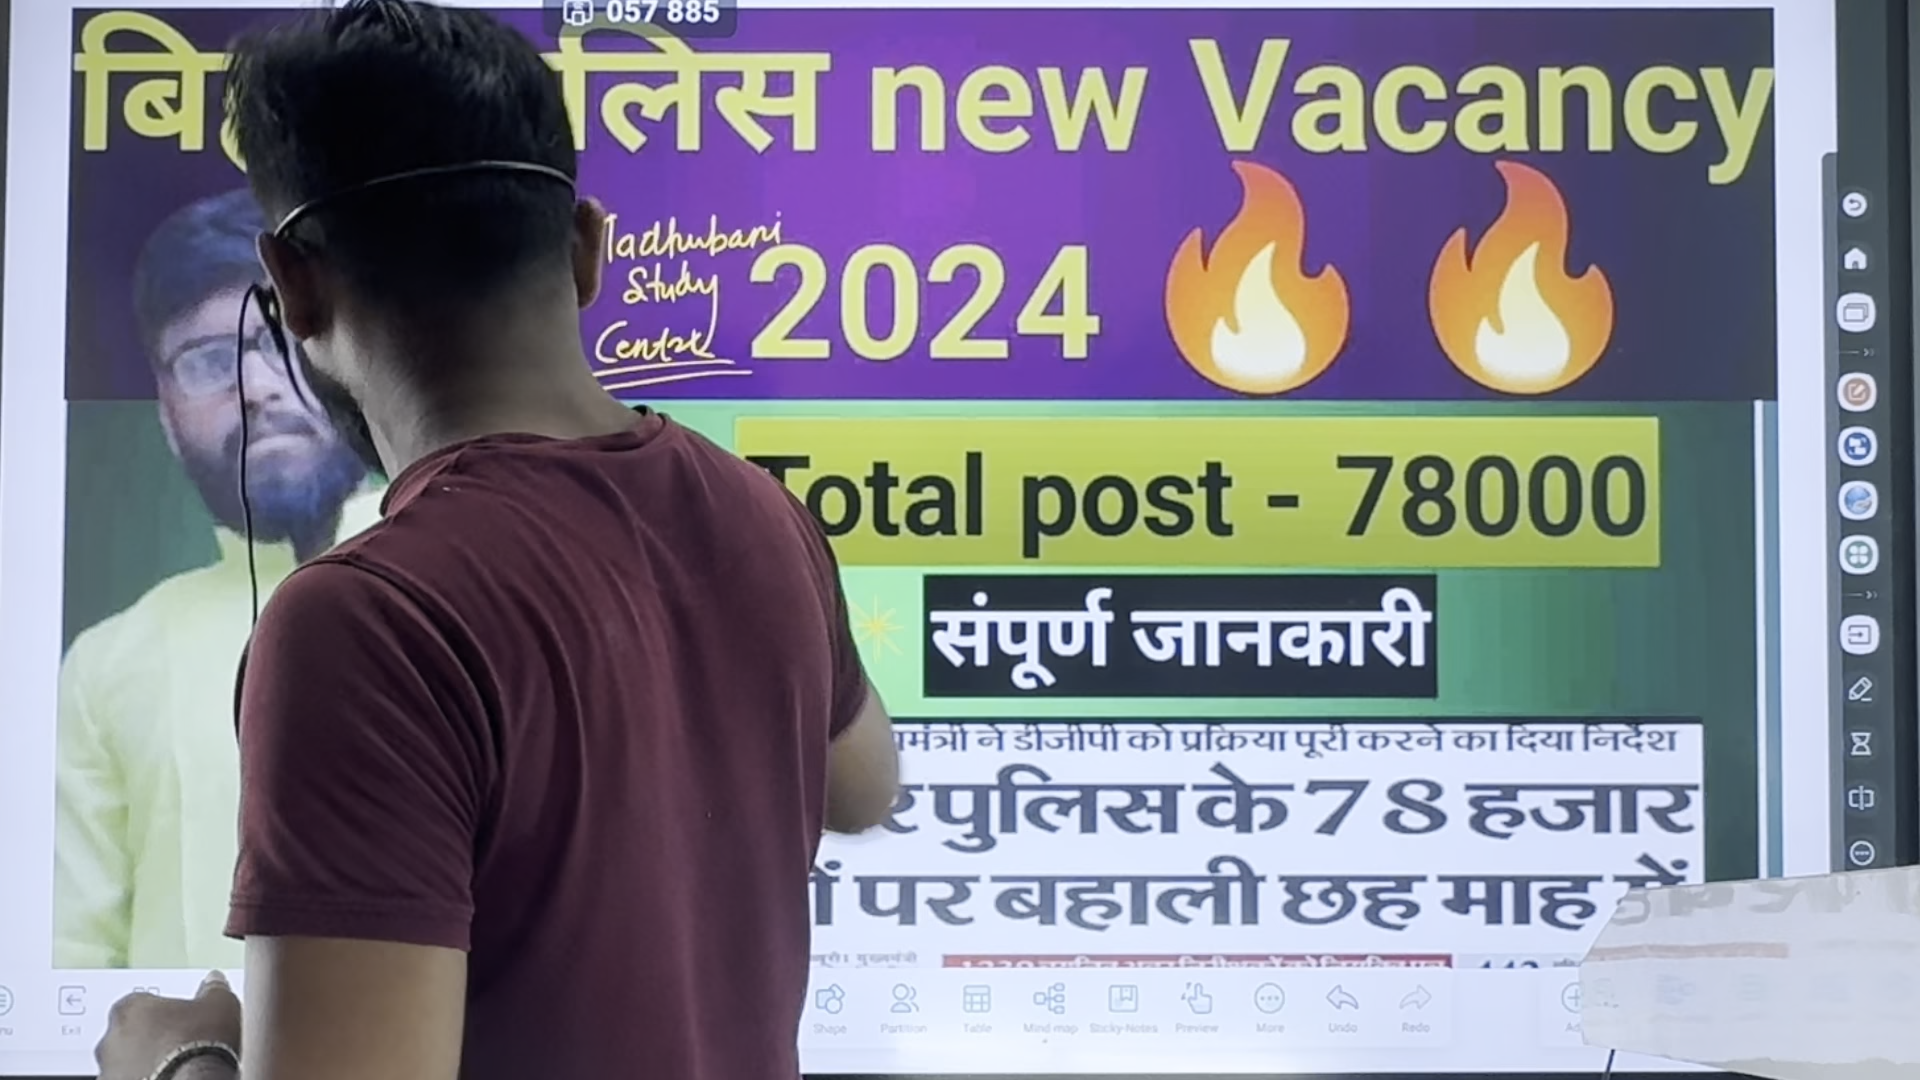 057 885
new Vacancy
Madhubani
Study
Centre
2024
Total post - 78000
संपूर्ण जानकारी
ने डीजीपी को प्रक्रिया पूरी करने का दिया निर्देश
पुलिस के 78 हजार
पर बहाली छह माह में
मुख्यमंत्री
Exit
Shape
Partition
Table
Mind map
Sticky-Notes
Preview
More
Undo
Redo